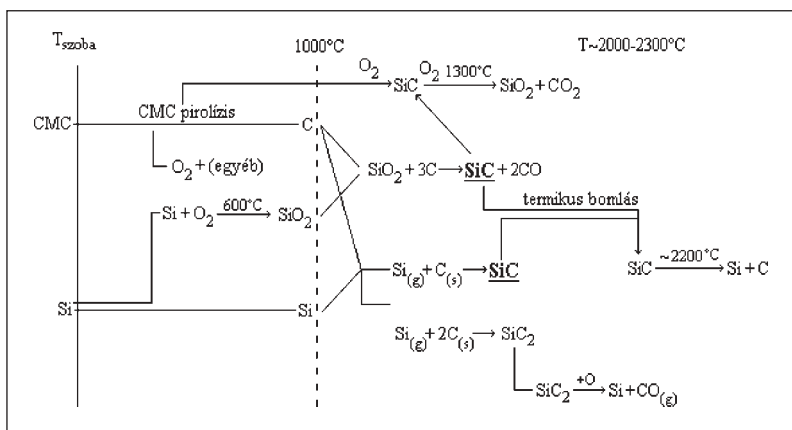 T_szoba 1000°C T~2000-2300°C
O₂ O₂ 1300°C
SiC → SiO₂+CO₂
CMC pirolízis
CMC C
O₂+(egyéb) SiO₂+3C → SiC+2CO
termikus bomlás
Si+O₂ 600°C → SiO₂
Si(g)+C(s) → SiC SiC ~2200°C → Si+C
Si Si
Si(g)+2C(s) → SiC₂
SiC₂ +O → Si+CO(g)